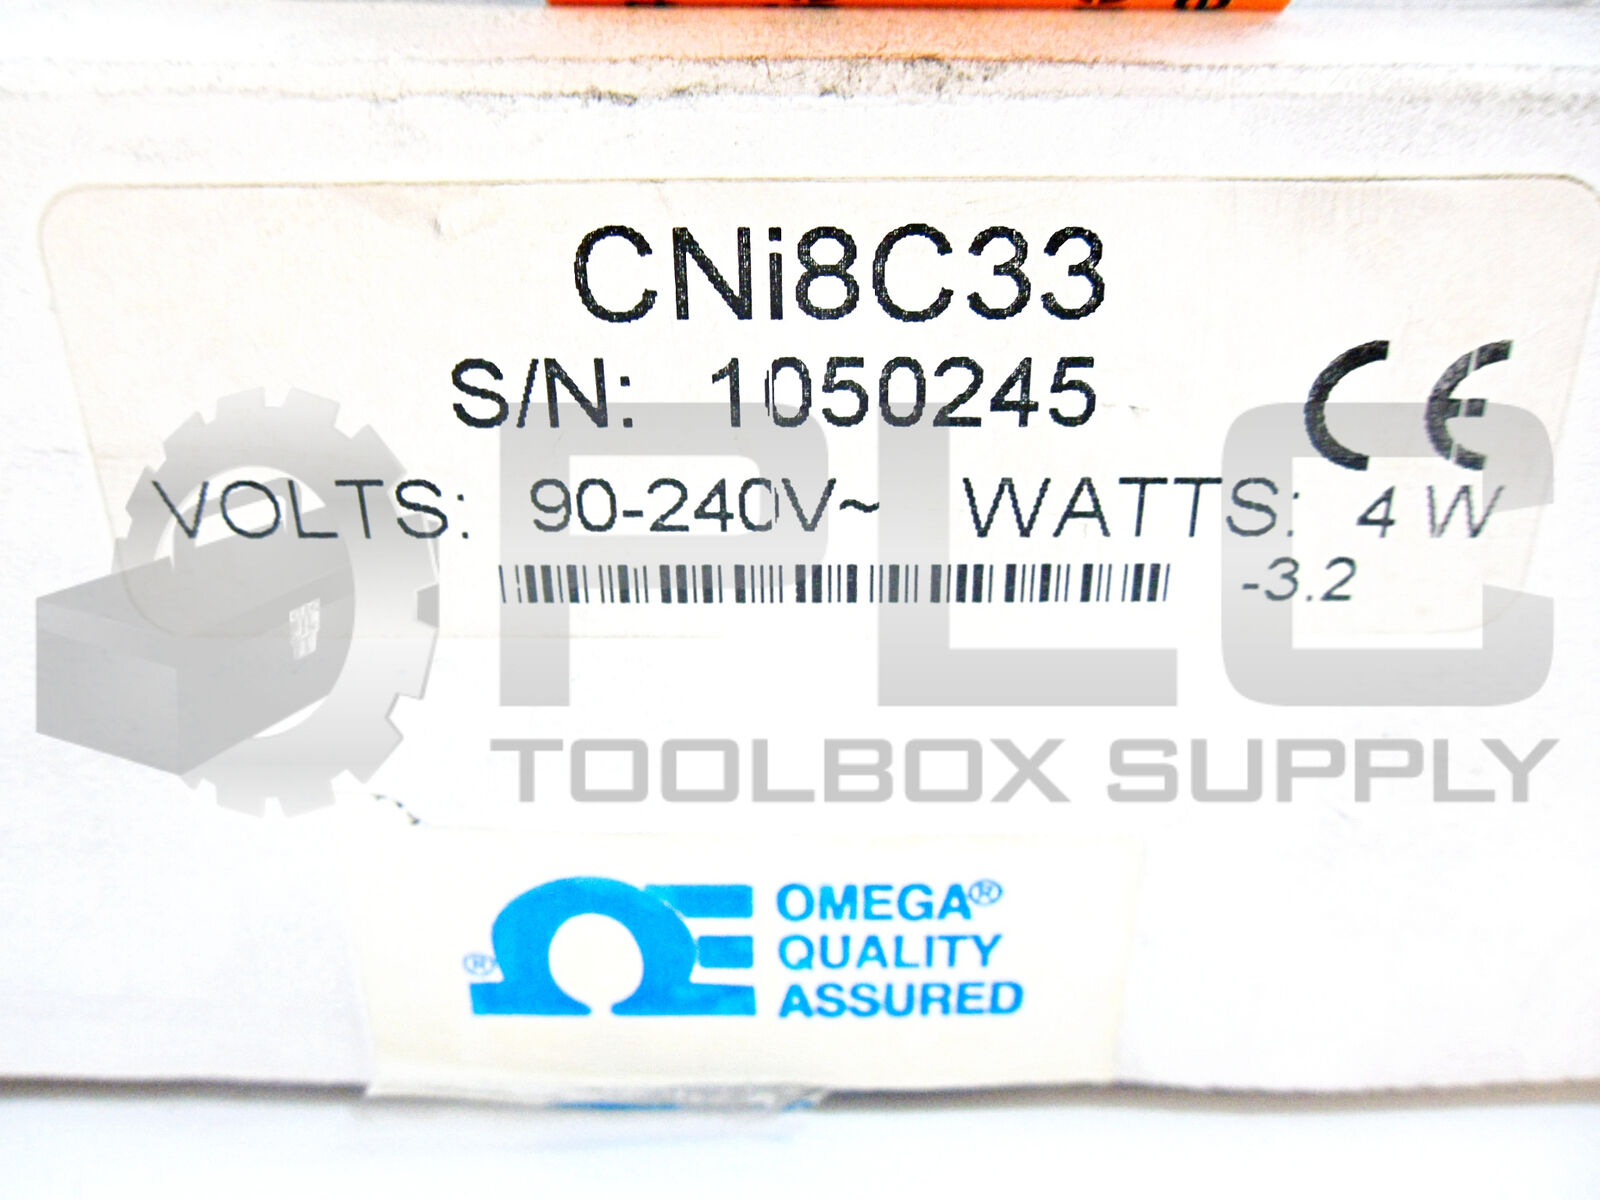 CNi8C33
S/N: 1050245
CE
VOLTS: 90-240V~ WATTS: 4 W
-3.2
PLC
TOOLBOX SUPPLY
® OMEGA®
QUALITY
ASSURED